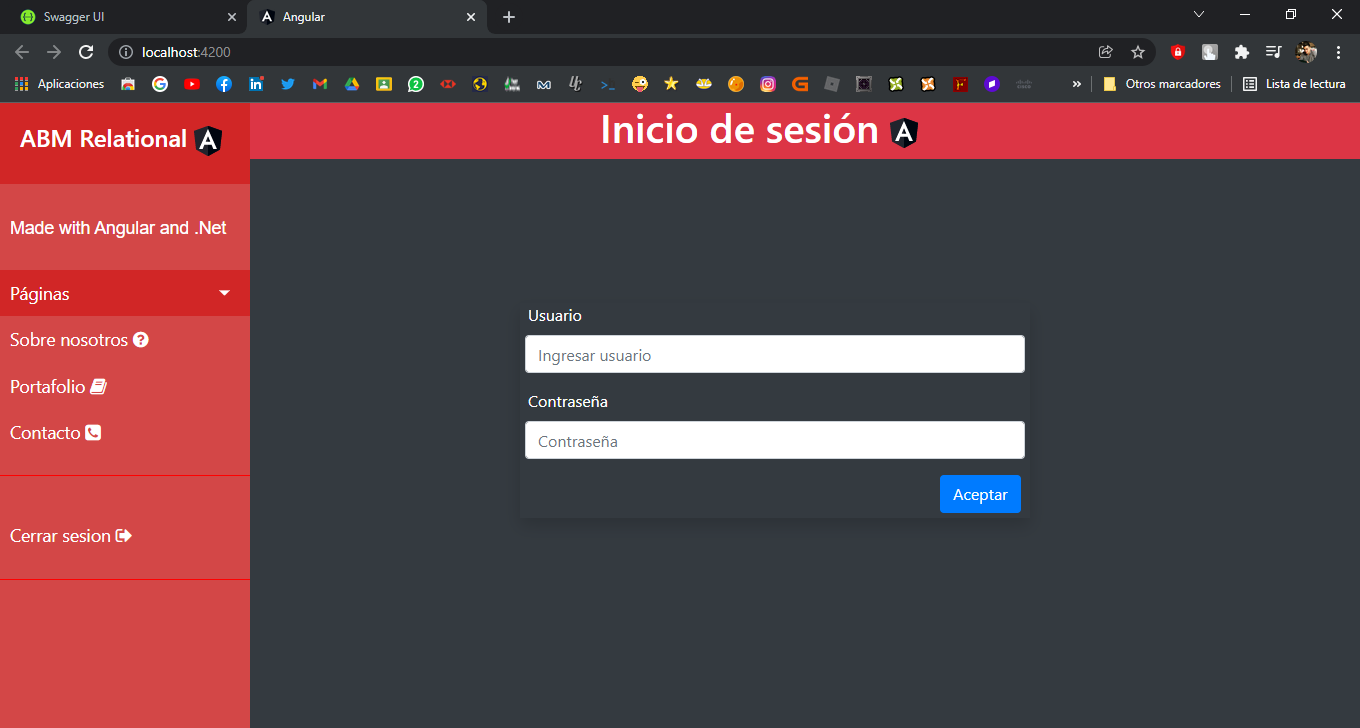 Swagger UI
Angular
localhost:4200
Aplicaciones
Otros marcadores
Lista de lectura
ABM Relational
Inicio de sesión
Made with Angular and .Net
Páginas
Sobre nosotros
Portafolio
Contacto
Cerrar sesion
Usuario
Ingresar usuario
Contraseña
Contraseña
Aceptar